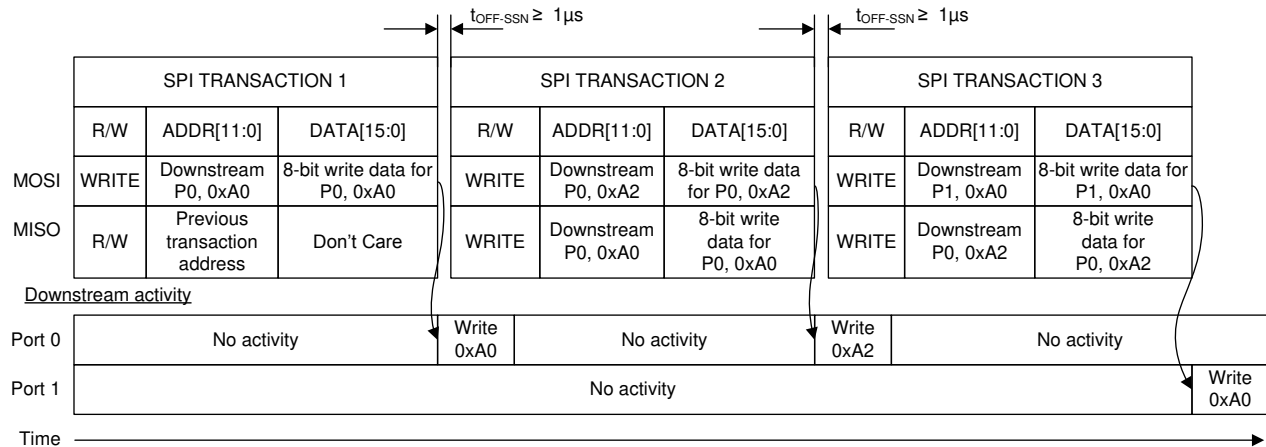 tOFF-SSN ≥ 1µs tOFF-SSN ≥ 1µs
SPI TRANSACTION 1 SPI TRANSACTION 2 SPI TRANSACTION 3
R/W ADDR[11:0] DATA[15:0] R/W ADDR[11:0] DATA[15:0] R/W ADDR[11:0] DATA[15:0]
MOSI
WRITE
Downstream
P0, 0xA0
8-bit write data for
P0, 0xA0
WRITE
Downstream
P0, 0xA2
8-bit write data
for P0, 0xA2
WRITE
Downstream
P1, 0xA0
8-bit write data for
P1, 0xA0
MISO
R/W
Previous
transaction
address
Don't Care
WRITE
Downstream
P0, 0xA0
8-bit write
data for
P0, 0xA0
WRITE
Downstream
P0, 0xA2
8-bit write
data for
P0, 0xA2
Downstream activity
Port 0
No activity
Write
0xA0
No activity
Write
0xA2
No activity
Port 1
No activity
Write
0xA0
Time